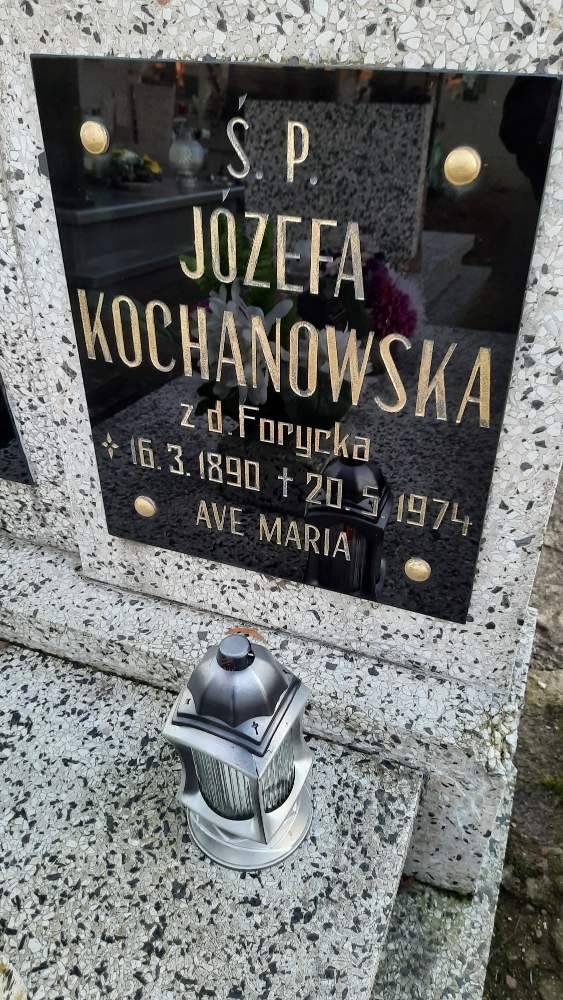 Ś. P.
JÓZEFA
KOCHANOWSKA
z d. Forycka
16. 3. 1890 † 20. 5 1974
AVE MARIA